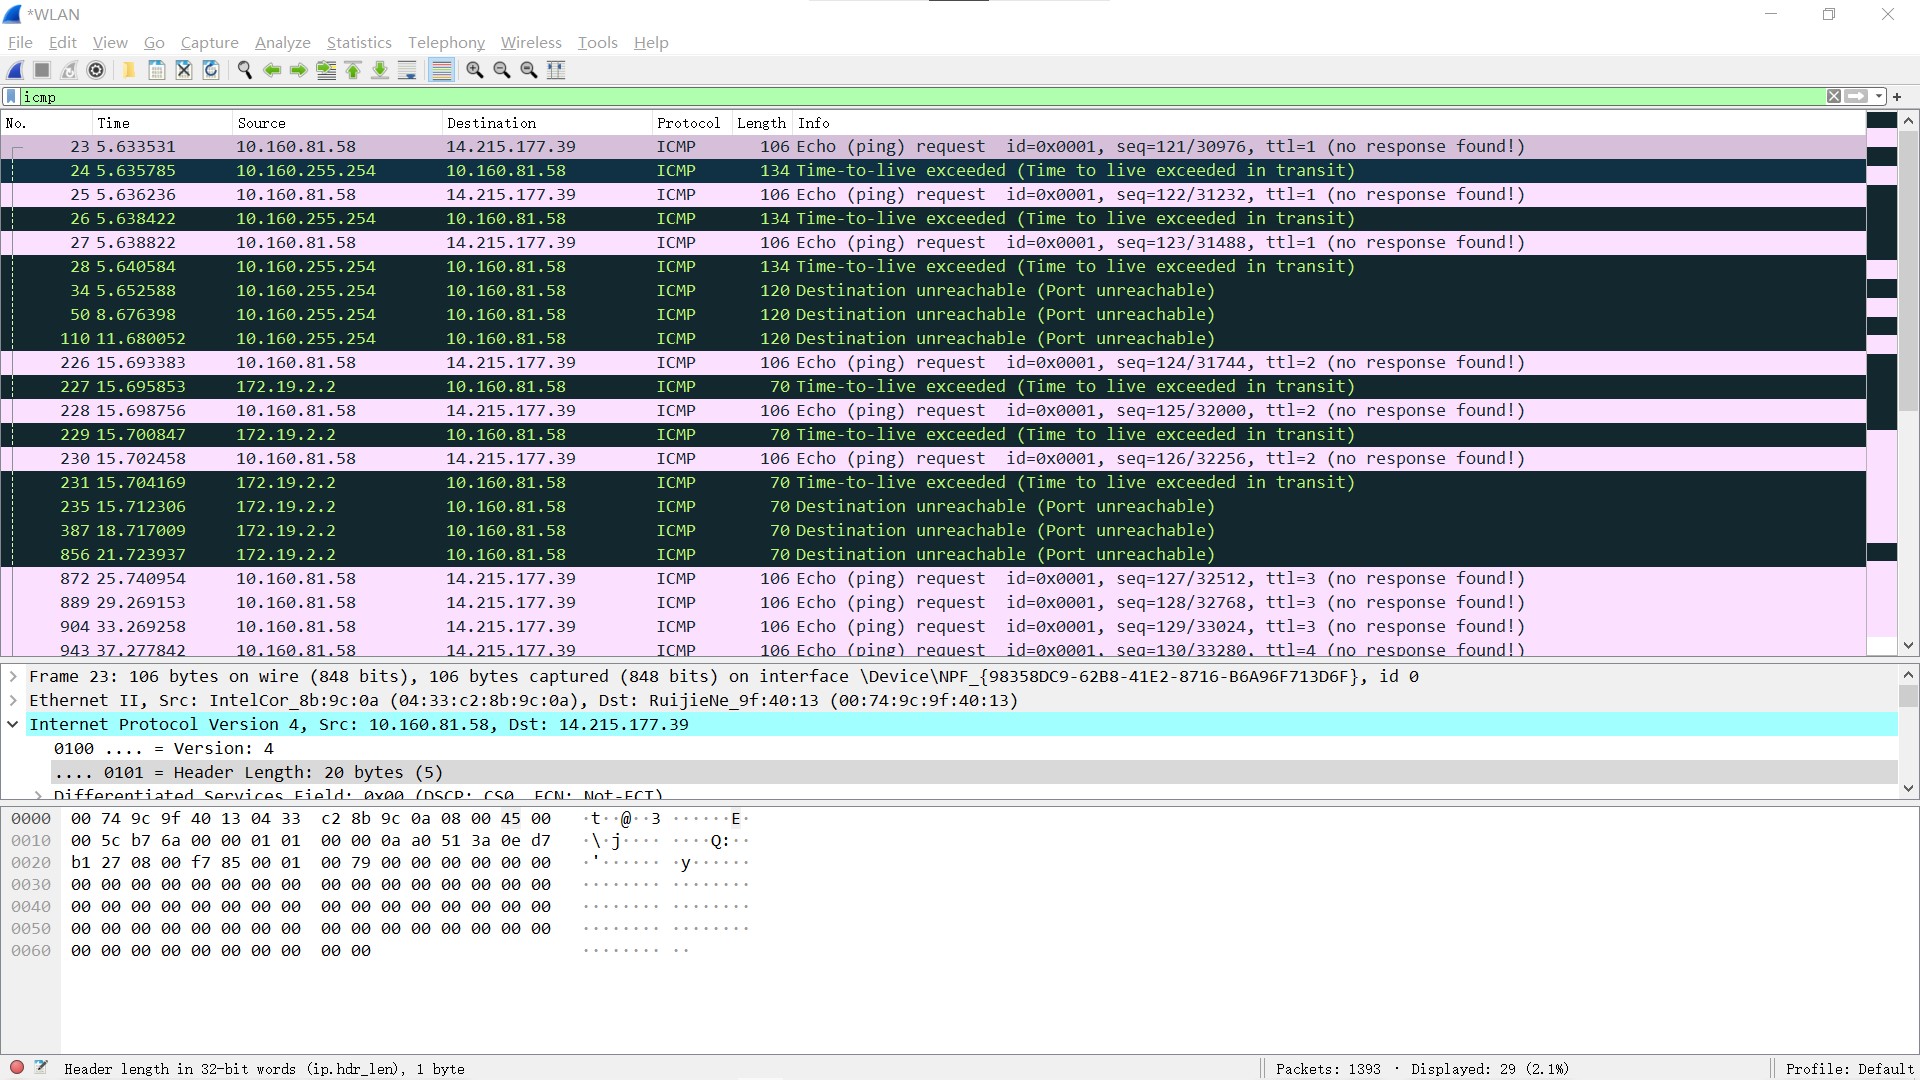 *WLAN
File Edit View Go Capture Analyze Statistics Telephony Wireless Tools Help
icmp
No. Time Source Destination Protocol Length Info
23 5.633531 10.160.81.58 14.215.177.39 ICMP 106 Echo (ping) request id=0x0001, seq=121/30976, ttl=1 (no response found!)
24 5.635785 10.160.255.254 10.160.81.58 ICMP 134 Time-to-live exceeded (Time to live exceeded in transit)
25 5.636236 10.160.81.58 14.215.177.39 ICMP 106 Echo (ping) request id=0x0001, seq=122/31232, ttl=1 (no response found!)
26 5.638422 10.160.255.254 10.160.81.58 ICMP 134 Time-to-live exceeded (Time to live exceeded in transit)
27 5.638822 10.160.81.58 14.215.177.39 ICMP 106 Echo (ping) request id=0x0001, seq=123/31488, ttl=1 (no response found!)
28 5.640584 10.160.255.254 10.160.81.58 ICMP 134 Time-to-live exceeded (Time to live exceeded in transit)
34 5.652588 10.160.255.254 10.160.81.58 ICMP 120 Destination unreachable (Port unreachable)
50 8.676398 10.160.255.254 10.160.81.58 ICMP 120 Destination unreachable (Port unreachable)
110 11.680052 10.160.255.254 10.160.81.58 ICMP 120 Destination unreachable (Port unreachable)
226 15.693383 10.160.81.58 14.215.177.39 ICMP 106 Echo (ping) request id=0x0001, seq=124/31744, ttl=2 (no response found!)
227 15.695853 172.19.2.2 10.160.81.58 ICMP 70 Time-to-live exceeded (Time to live exceeded in transit)
228 15.698756 10.160.81.58 14.215.177.39 ICMP 106 Echo (ping) request id=0x0001, seq=125/32000, ttl=2 (no response found!)
229 15.700847 172.19.2.2 10.160.81.58 ICMP 70 Time-to-live exceeded (Time to live exceeded in transit)
230 15.702458 10.160.81.58 14.215.177.39 ICMP 106 Echo (ping) request id=0x0001, seq=126/32256, ttl=2 (no response found!)
231 15.704169 172.19.2.2 10.160.81.58 ICMP 70 Time-to-live exceeded (Time to live exceeded in transit)
235 15.712306 172.19.2.2 10.160.81.58 ICMP 70 Destination unreachable (Port unreachable)
387 18.717009 172.19.2.2 10.160.81.58 ICMP 70 Destination unreachable (Port unreachable)
856 21.723937 172.19.2.2 10.160.81.58 ICMP 70 Destination unreachable (Port unreachable)
872 25.740954 10.160.81.58 14.215.177.39 ICMP 106 Echo (ping) request id=0x0001, seq=127/32512, ttl=3 (no response found!)
889 29.269153 10.160.81.58 14.215.177.39 ICMP 106 Echo (ping) request id=0x0001, seq=128/32768, ttl=3 (no response found!)
904 33.269258 10.160.81.58 14.215.177.39 ICMP 106 Echo (ping) request id=0x0001, seq=129/33024, ttl=3 (no response found!)
943 37.277842 10.160.81.58 14.215.177.39 ICMP 106 Echo (ping) request id=0x0001, seq=130/33280, ttl=4 (no response found!)
Frame 23: 106 bytes on wire (848 bits), 106 bytes captured (848 bits) on interface \Device\NPF_{98358DC9-62B8-41E2-8716-B6A96F713D6F}, id 0
Ethernet II, Src: IntelCor_8b:9c:0a (04:33:c2:8b:9c:0a), Dst: RuijieNe_9f:40:13 (00:74:9c:9f:40:13)
Internet Protocol Version 4, Src: 10.160.81.58, Dst: 14.215.177.39
0100 .... = Version: 4
.... 0101 = Header Length: 20 bytes (5)
Differentiated Services Field: 0x00 (DSCP: CS0, ECN: Not-ECT)
0000 00 74 9c 9f 40 13 04 33 c2 8b 9c 0a 08 00 45 00 ·t··@··3 ······E·
0010 00 5c b7 6a 00 00 01 01 00 00 0a a0 51 3a 0e d7 ·\·j···· ····Q:··
0020 b1 27 08 00 f7 85 00 01 00 79 00 00 00 00 00 00 ·'······ ·y······
0030 00 00 00 00 00 00 00 00 00 00 00 00 00 00 00 00 ········ ········
0040 00 00 00 00 00 00 00 00 00 00 00 00 00 00 00 00 ········ ········
0050 00 00 00 00 00 00 00 00 00 00 00 00 00 00 00 00 ········ ········
0060 00 00 00 00 00 00 00 00 00 00 ········ ··
Header length in 32-bit words (ip.hdr_len), 1 byte Packets: 1393 · Displayed: 29 (2.1%) Profile: Default